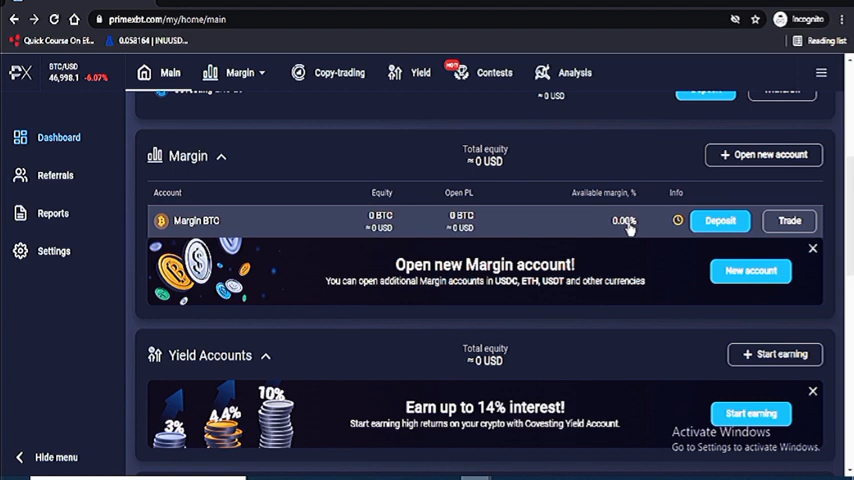 primexbt.com/my/home/main
Incognito
Quick Course On Ef...
0.058164 | INUUSD...
Reading list
BTC/USD
46,998.1 -6.07%
Main
Margin
Copy-trading
Yield
HOT
Contests
Analysis
≈ 0 USD
Dashboard
Referrals
Reports
Settings
Hide menu
Margin
Total equity
≈ 0 USD
+ Open new account
Account
Equity
Open PL
Available margin, %
Info
Margin BTC
0 BTC
≈ 0 USD
0 BTC
≈ 0 USD
0.00%
Deposit
Trade
Open new Margin account!
You can open additional Margin accounts in USDC, ETH, USDT and other currencies
New account
Yield Accounts
Total equity
≈ 0 USD
+ Start earning
3%
4.4%
10%
Earn up to 14% interest!
Start earning high returns on your crypto with Covesting Yield Account.
Start earning
Activate Windows
Go to Settings to activate Windows.